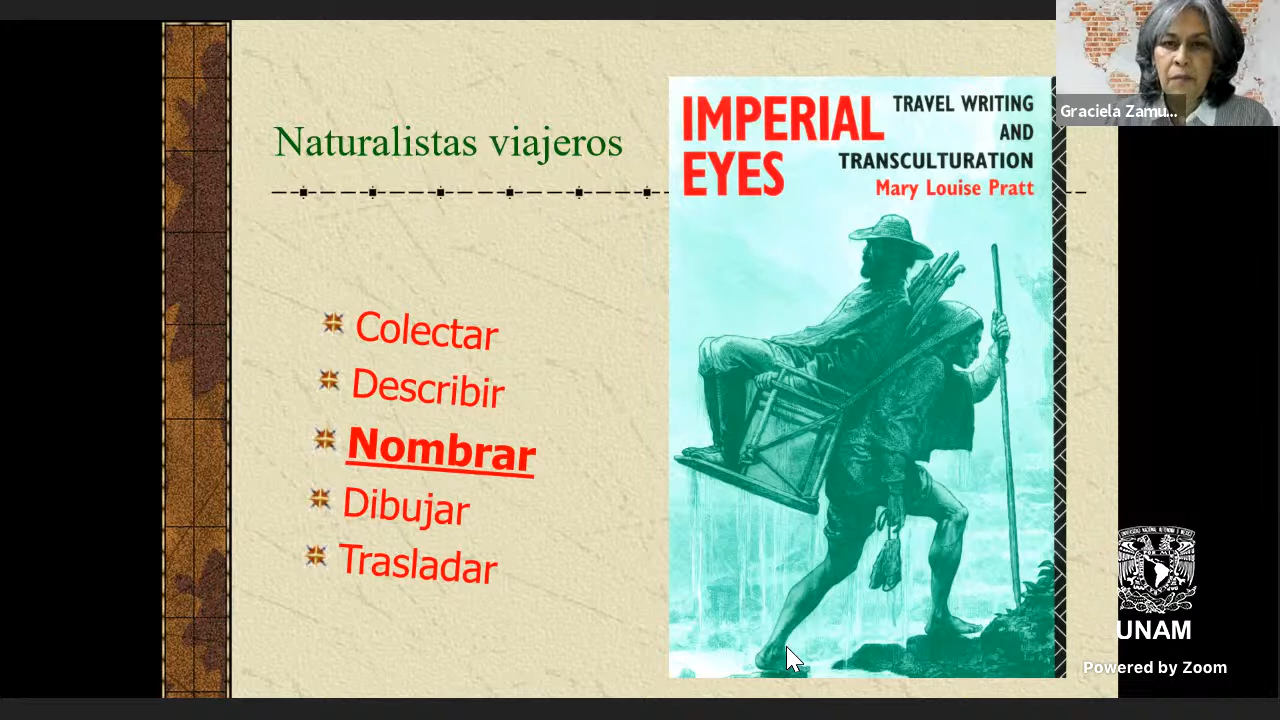 Naturalistas viajeros
Colectar
Describir
Nombrar
Dibujar
Trasladar
IMPERIAL
EYES
TRAVEL WRITING
AND
TRANSCULTURATION
Mary Louise Pratt
Graciela Zamu...
UNAM
Powered by Zoom